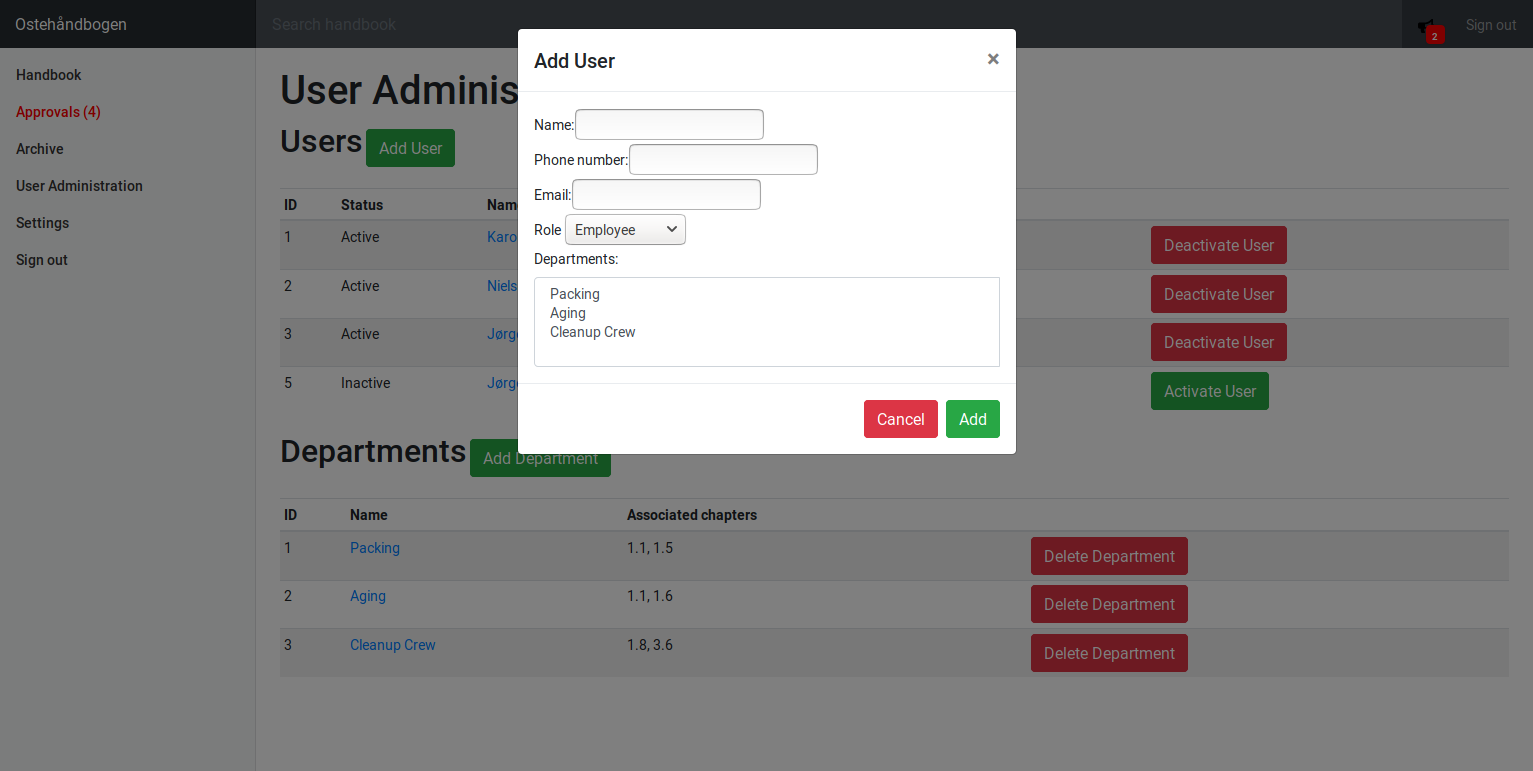 Ostehåndbogen
Search handbook
2
Sign out
Handbook
Approvals (4)
Archive
User Administration
Settings
Sign out
User Adminis
Users
Add User
ID Status Name
1 Active Karo Deactivate User
2 Active Niels Deactivate User
3 Active Jørge Deactivate User
5 Inactive Jørge Activate User
Add User
×
Name:
Phone number:
Email:
Role Employee
Departments:
Packing
Aging
Cleanup Crew
Cancel Add
Departments
Add Department
ID Name Associated chapters
1 Packing 1.1, 1.5 Delete Department
2 Aging 1.1, 1.6 Delete Department
3 Cleanup Crew 1.8, 3.6 Delete Department